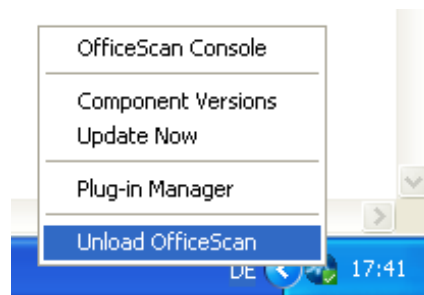 OfficeScan Console
Component Versions
Update Now
Plug-in Manager
Unload OfficeScan
DE
17:41